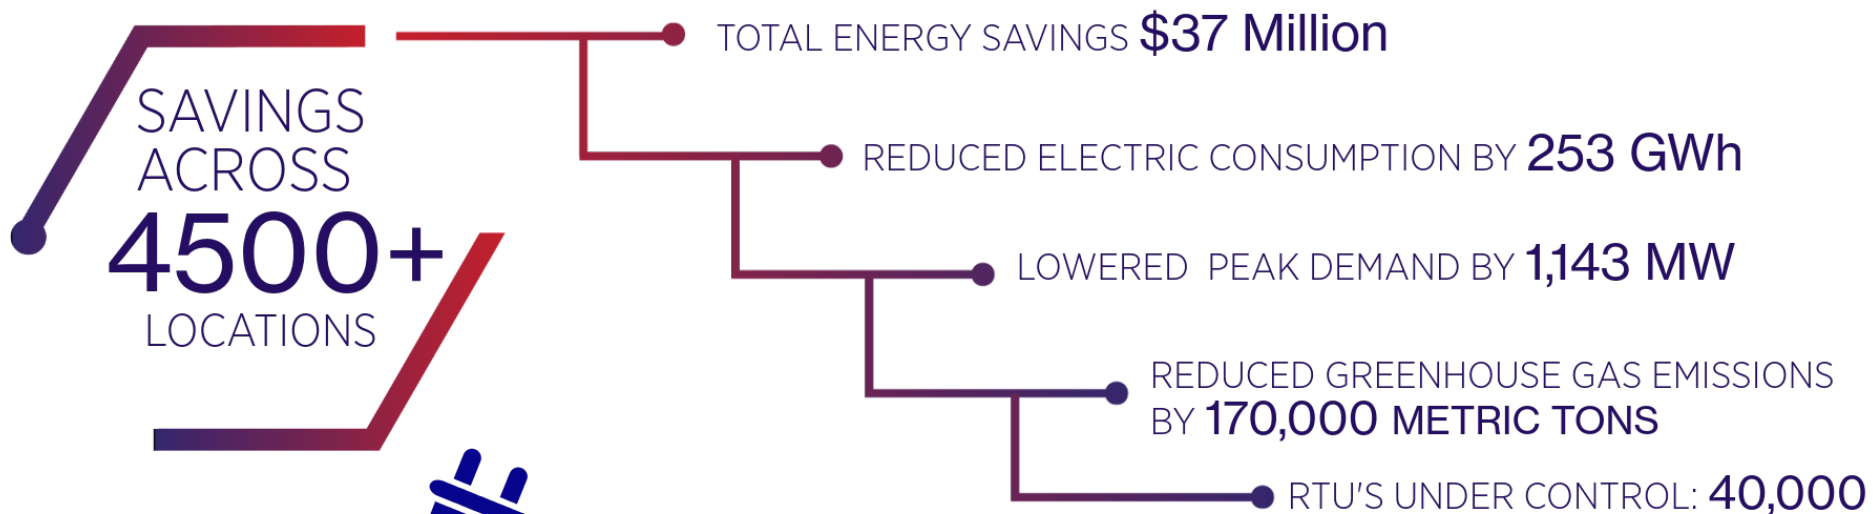 SAVINGS
ACROSS
4500+
LOCATIONS
TOTAL ENERGY SAVINGS $37 Million
REDUCED ELECTRIC CONSUMPTION BY 253 GWh
LOWERED PEAK DEMAND BY 1,143 MW
REDUCED GREENHOUSE GAS EMISSIONS
BY 170,000 METRIC TONS
RTU'S UNDER CONTROL: 40,000